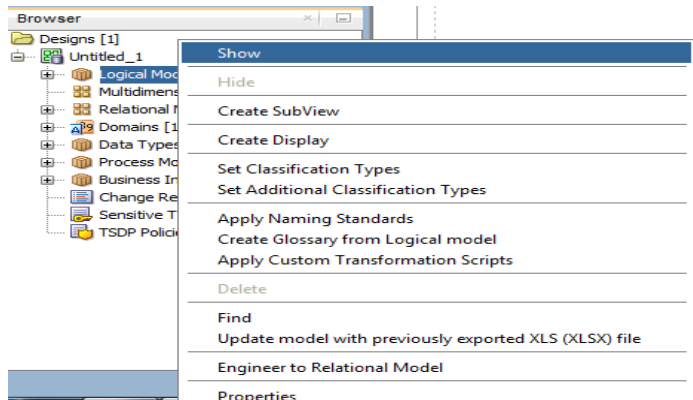 Browser
Designs [1]
Untitled_1
Logical Moc
Multidimens
Relational
Domains [1
Data Types
Process Mo
Business In
Change Re
Sensitive T
TSDP Polici
Show
Hide
Create SubView
Create Display
Set Classification Types
Set Additional Classification Types
Apply Naming Standards
Create Glossary from Logical model
Apply Custom Transformation Scripts
Delete
Find
Update model with previously exported XLS (XLSX) file
Engineer to Relational Model
Properties